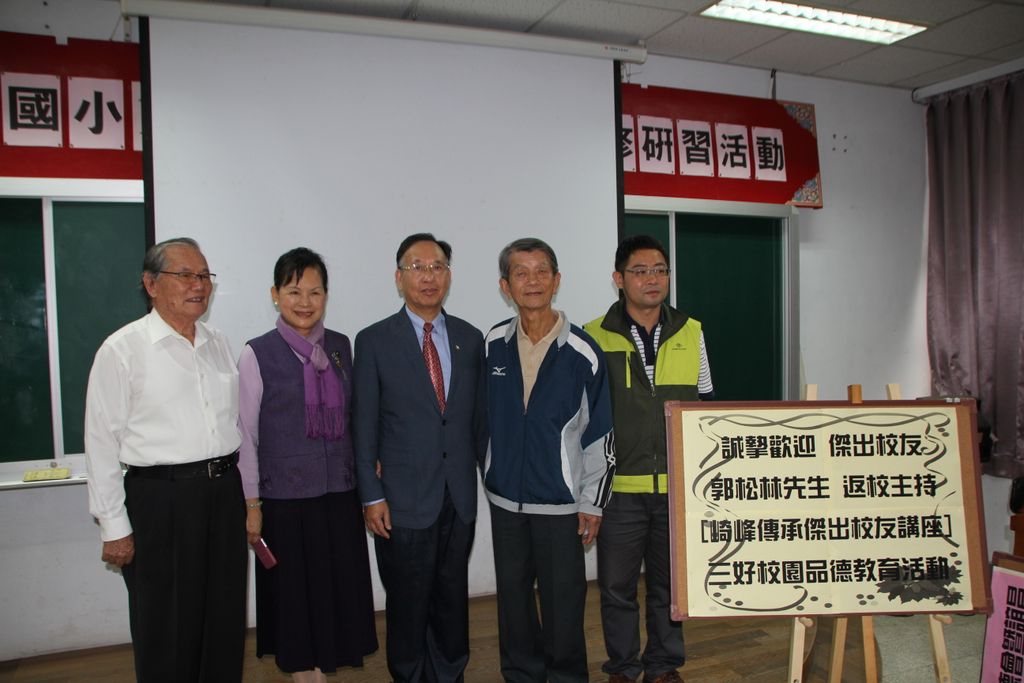 國小
修研習活動
誠摯歡迎 傑出校友
郭松林先生 返校主持
[崎峰傳承傑出校友講座]
三好校園品德教育活動